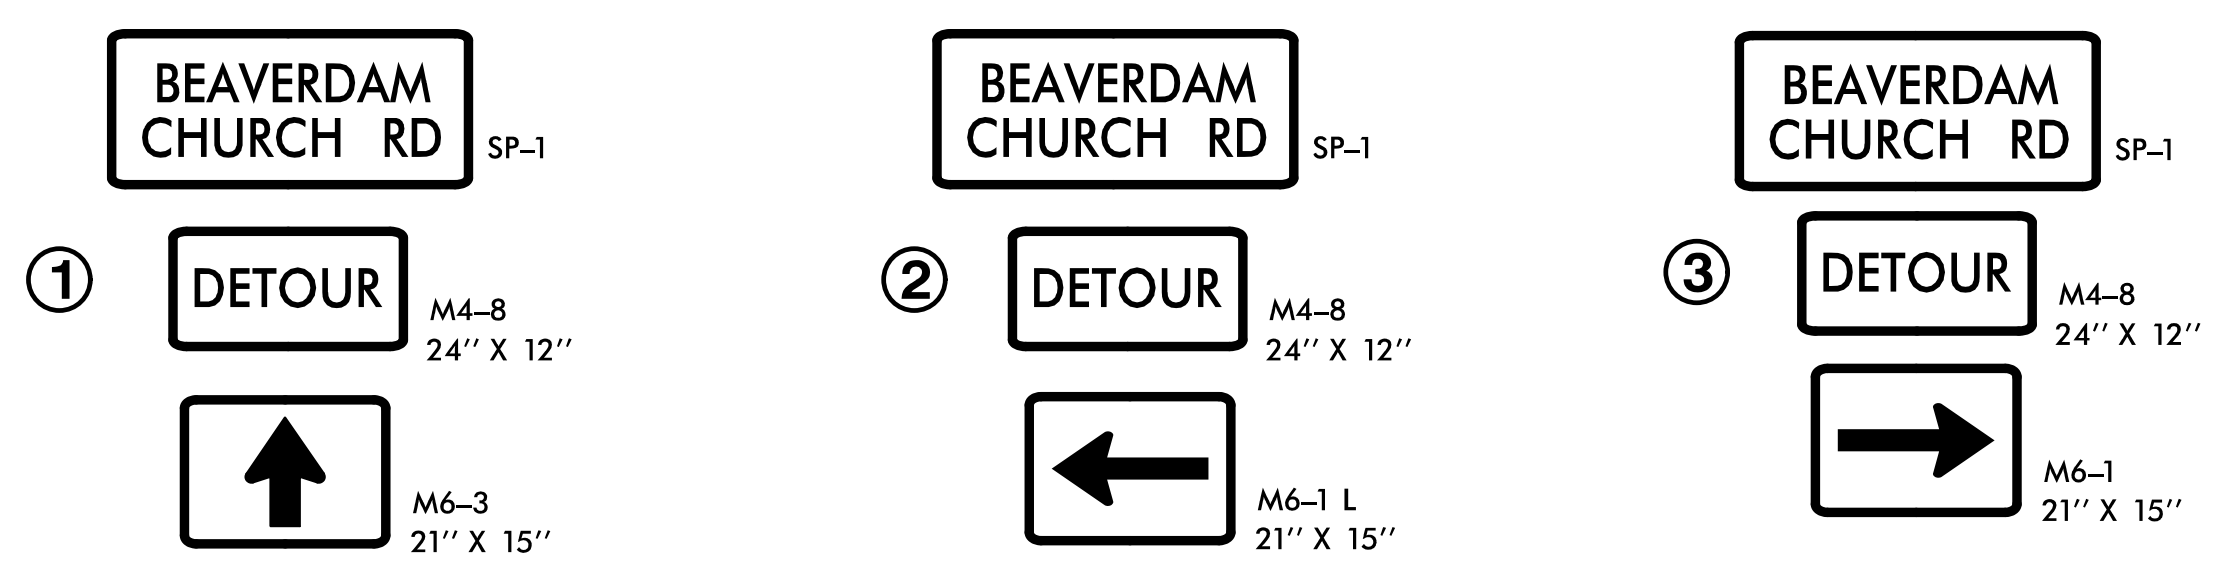 BEAVERDAM
CHURCH RD
SP-1
1
DETOUR
M4-8
24'' X 12''
M6-3
21'' X 15''
BEAVERDAM
CHURCH RD
SP-1
2
DETOUR
M4-8
24'' X 12''
M6-1 L
21'' X 15''
BEAVERDAM
CHURCH RD
SP-1
3
DETOUR
M4-8
24'' X 12''
M6-1
21'' X 15''